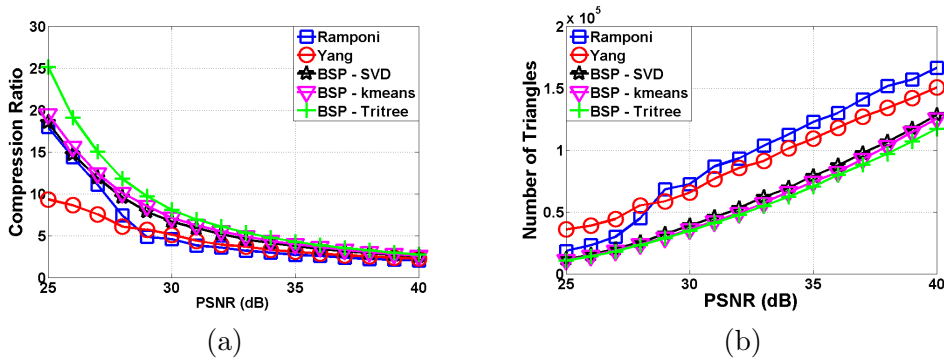 30
25
20
15
10
5
0
25
30
35
40
Compression Ratio
PSNR (dB)
Ramponi
Yang
BSP - SVD
BSP - kmeans
BSP - Tritree
(a)
2 x 10^5
1.5
1
0.5
0
25
30
35
40
Number of Triangles
PSNR (dB)
Ramponi
Yang
BSP - SVD
BSP - kmeans
BSP - Tritree
(b)